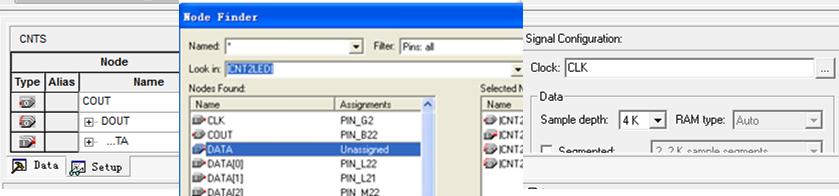 CNTS
Node
Type Alias Name
COUT
DOUT
...TA
Data Setup
Node Finder
Named: * Filter: Pins: all
Look in: |CNT2LED|
Nodes Found: Selected N
Name Assignments Name
CLK PIN_G2 |CNT2
COUT PIN_B22 |CNT2
DATA Unassigned |CNT2
DATA[0] PIN_L22 |CNT2
DATA[1] PIN_L21
DATA[2] PIN_M22
Signal Configuration:
Clock: CLK ...
Data
Sample depth: 4 K RAM type: Auto
Segmented: 2 2 K sample segments